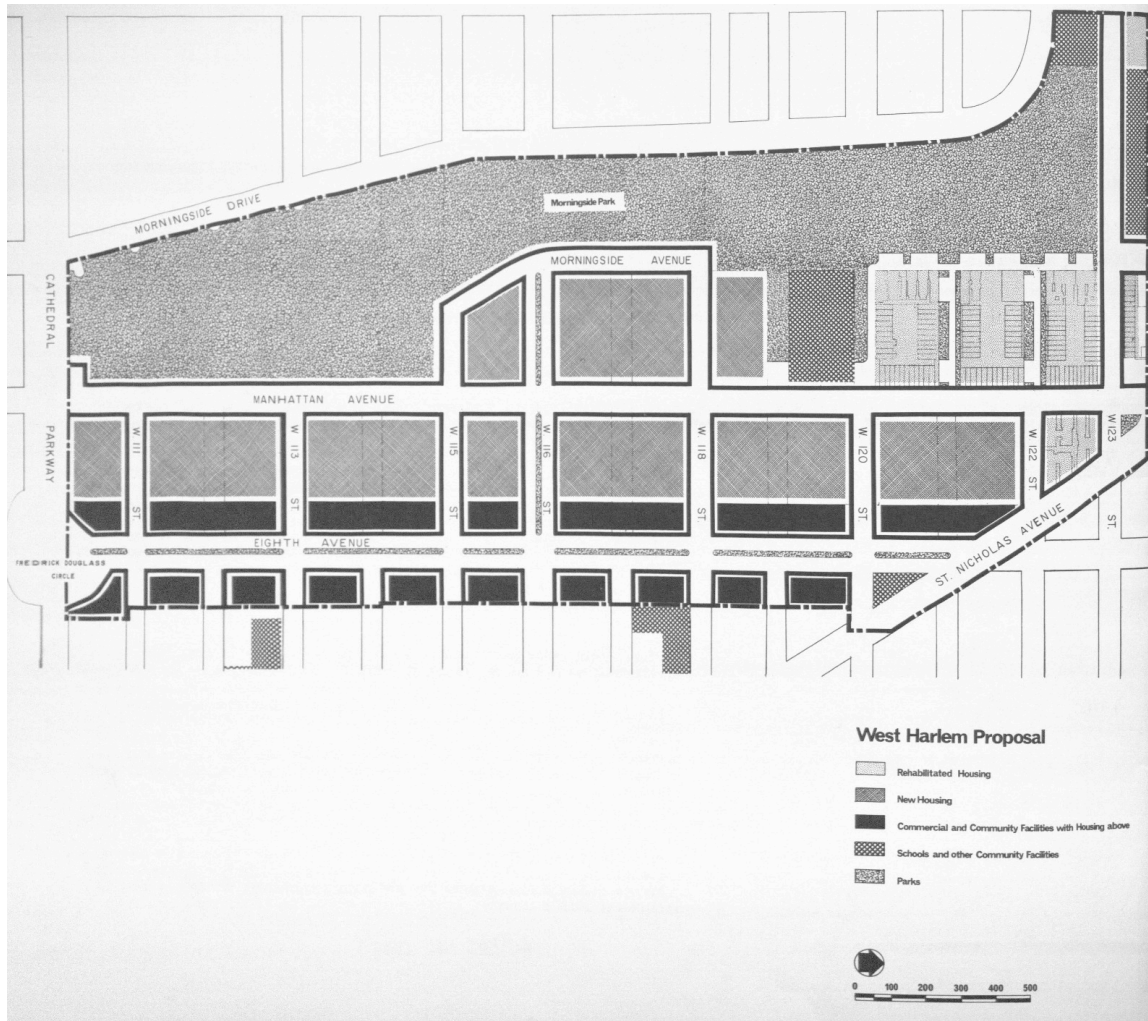 Morningside Park
MORNINGSIDE DRIVE
MORNINGSIDE AVENUE
CATHEDRAL
PARKWAY
MANHATTAN AVENUE
W 111
ST.
W 113
ST.
W 115
ST.
W 116
ST.
W 118
ST.
W 120
ST.
W 122
ST.
W 123
ST.
EIGHTH AVENUE
ST. NICHOLAS AVENUE
FREDRICK DOUGLASS
CIRCLE
West Harlem Proposal
Rehabilitated Housing
New Housing
Commercial and Community Facilities with Housing above
Schools and other Community Facilities
Parks
0 100 200 300 400 500